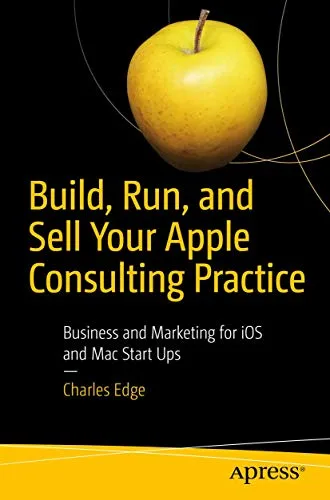 Build, Run, and
Sell Your Apple
Consulting Practice
Business and Marketing for iOS
and Mac Start Ups
—
Charles Edge
Apress®